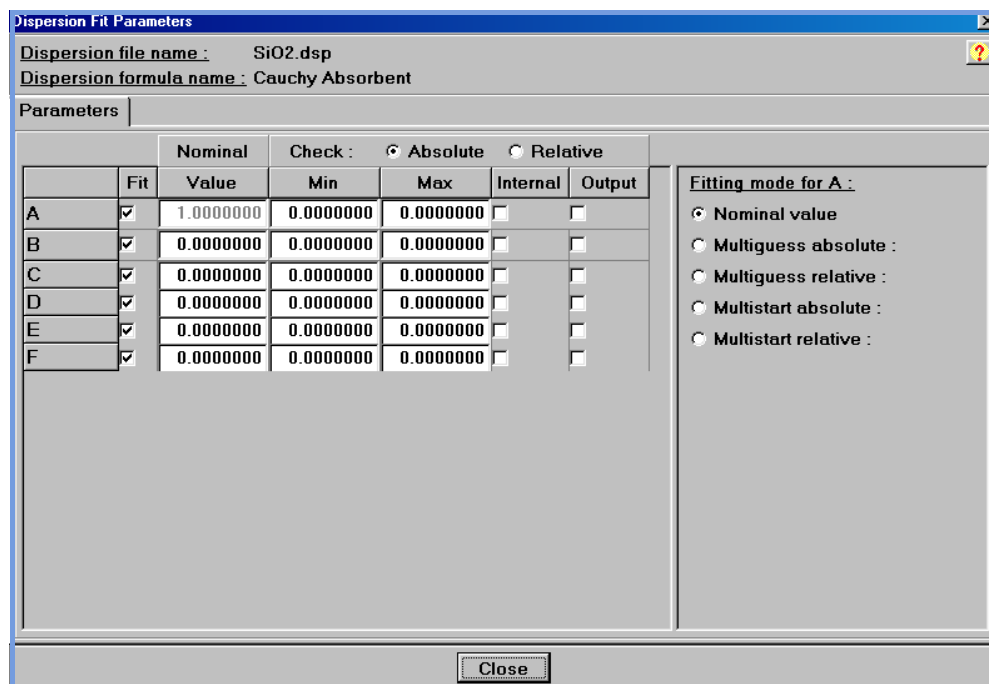 Dispersion Fit Parameters
Dispersion file name : SiO2.dsp
Dispersion formula name : Cauchy Absorbent
Parameters
Nominal Check : Absolute Relative
Fit Value Min Max Internal Output
A 1.0000000 0.0000000 0.0000000
B 0.0000000 0.0000000 0.0000000
C 0.0000000 0.0000000 0.0000000
D 0.0000000 0.0000000 0.0000000
E 0.0000000 0.0000000 0.0000000
F 0.0000000 0.0000000 0.0000000
Fitting mode for A :
Nominal value
Multiguess absolute :
Multiguess relative :
Multistart absolute :
Multistart relative :
Close